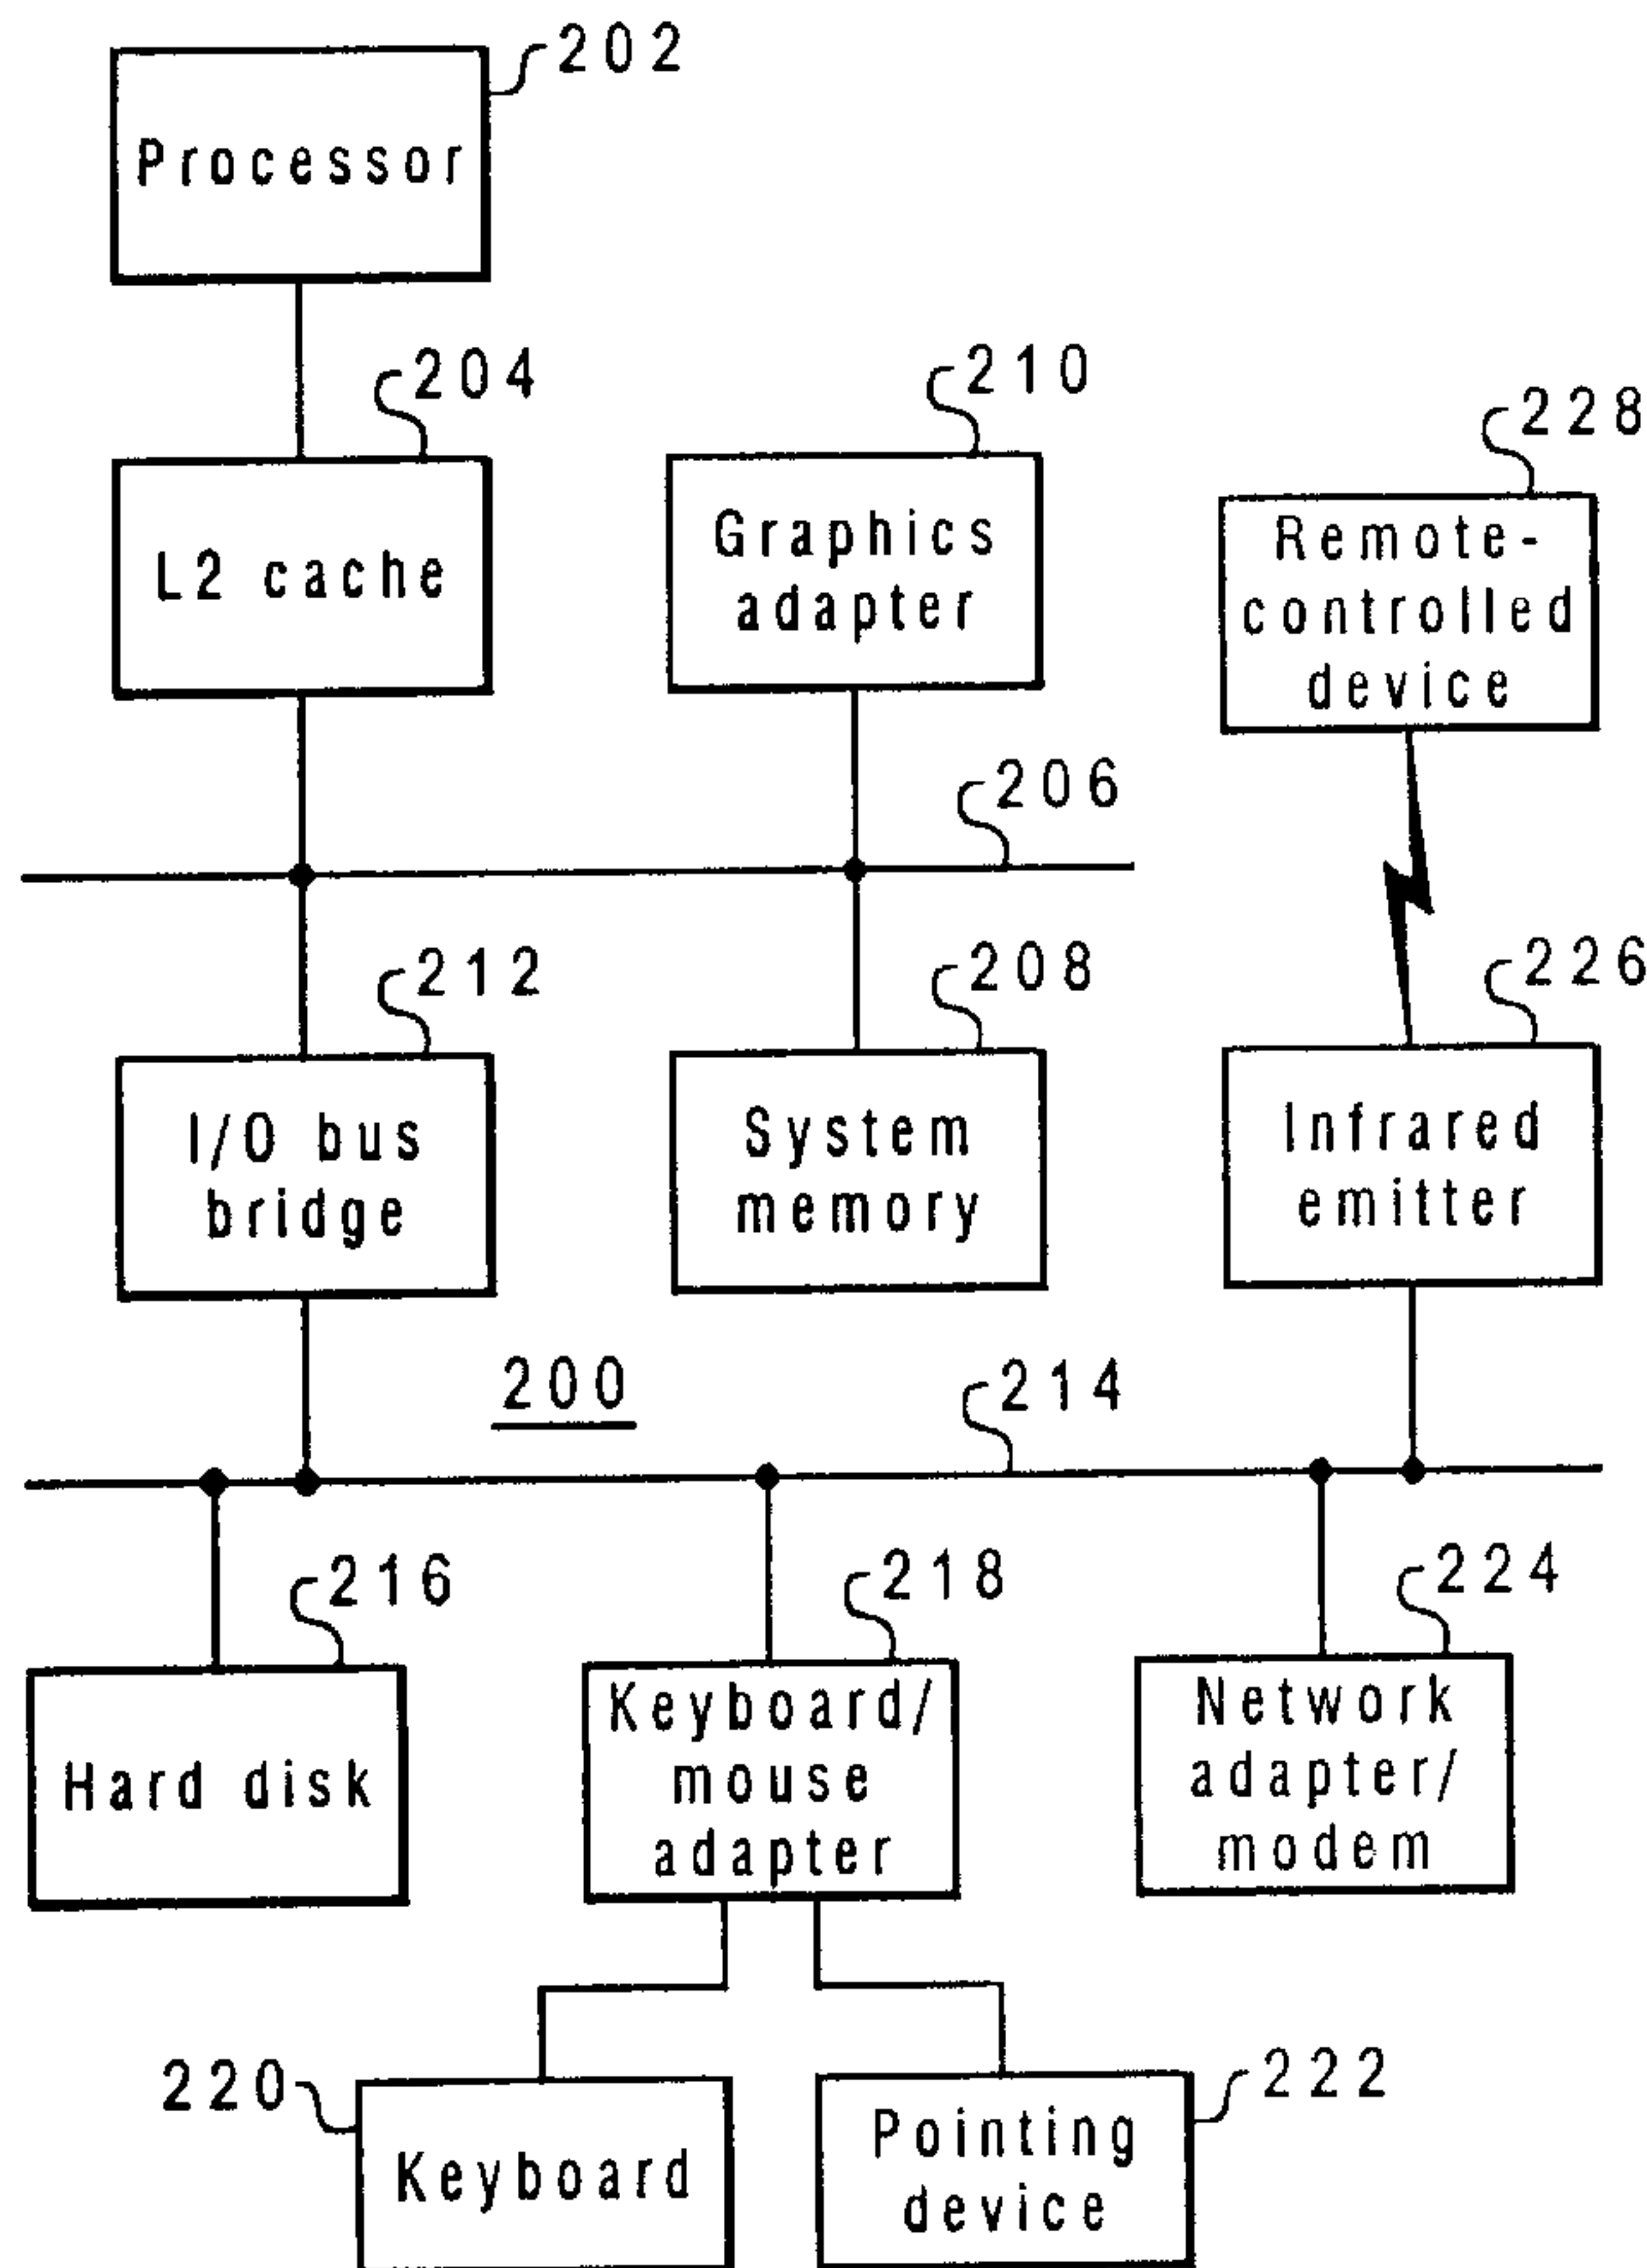 202
Processor
204
210
228
L2 cache
Graphics
adapter
Remote-
controlled
device
206
212
208
226
I/O bus
bridge
System
memory
Infrared
emitter
200
214
216
218
224
Hard disk
Keyboard/
mouse
adapter
Network
adapter/
modem
220
222
Keyboard
Pointing
device